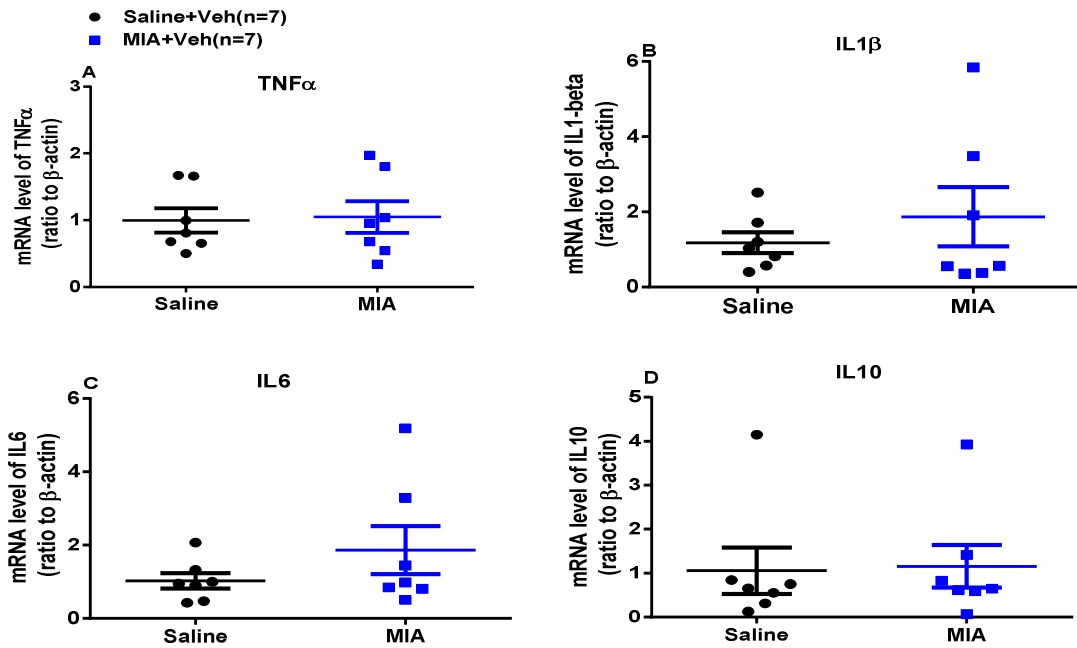 Saline+Veh(n=7)
MIA+Veh(n=7)
A
TNFα
mRNA level of TNFα
(ratio to β-actin)
3
2
1
0
Saline
MIA
B
IL1β
mRNA level of IL1-beta
(ratio to β-actin)
6
4
2
0
Saline
MIA
C
IL6
mRNA level of IL6
(ratio to β-actin)
6
4
2
0
Saline
MIA
D
IL10
mRNA level of IL10
(ratio to β-actin)
5
4
3
2
1
0
Saline
MIA